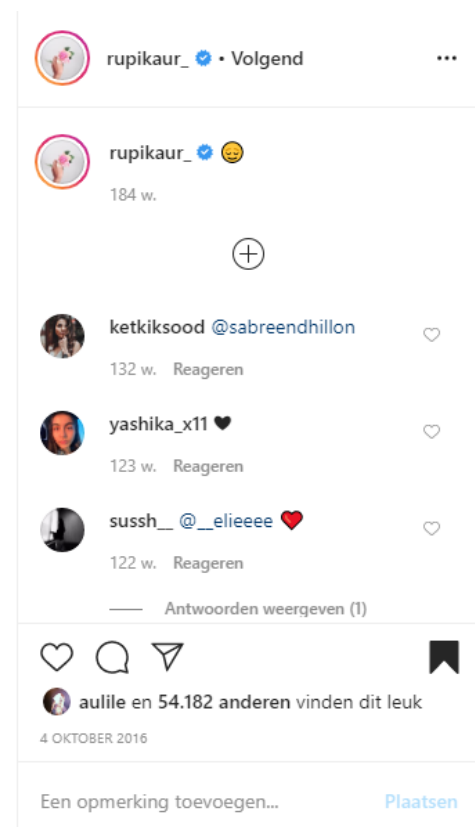 rupikaur_ • Volgend
rupikaur_ 😌
184 w.
ketkiksood @sabreendhillon
132 w. Reageren
yashika_x11 🖤
123 w. Reageren
sussh__ @__elieeee ❤️
122 w. Reageren
Antwoorden weergeven (1)
aulile en 54.182 anderen vinden dit leuk
4 OKTOBER 2016
Een opmerking toevoegen... Plaatsen